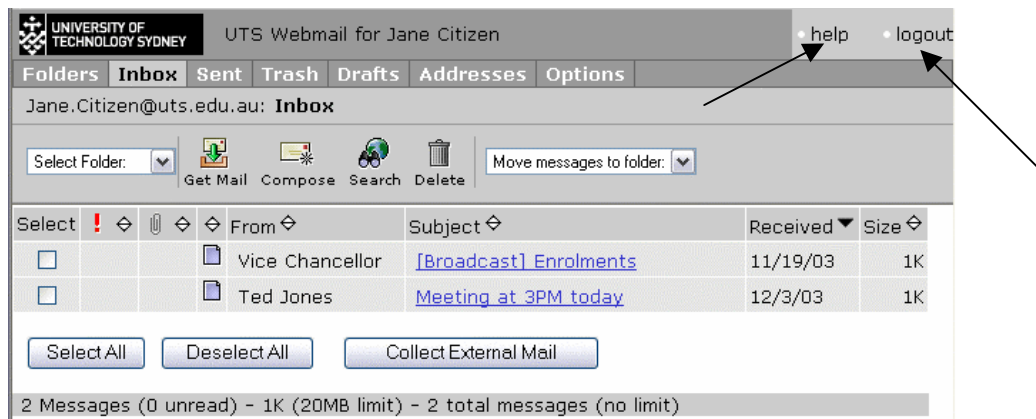 UNIVERSITY OF
TECHNOLOGY SYDNEY
UTS Webmail for Jane Citizen
help
logout
Folders Inbox Sent Trash Drafts Addresses Options
Jane.Citizen@uts.edu.au: Inbox
Select Folder: Get Mail Compose Search Delete Move messages to folder:
Select ! From Subject Received Size
Vice Chancellor [Broadcast] Enrolments 11/19/03 1K
Ted Jones Meeting at 3PM today 12/3/03 1K
Select All Deselect All Collect External Mail
2 Messages (0 unread) - 1K (20MB limit) - 2 total messages (no limit)